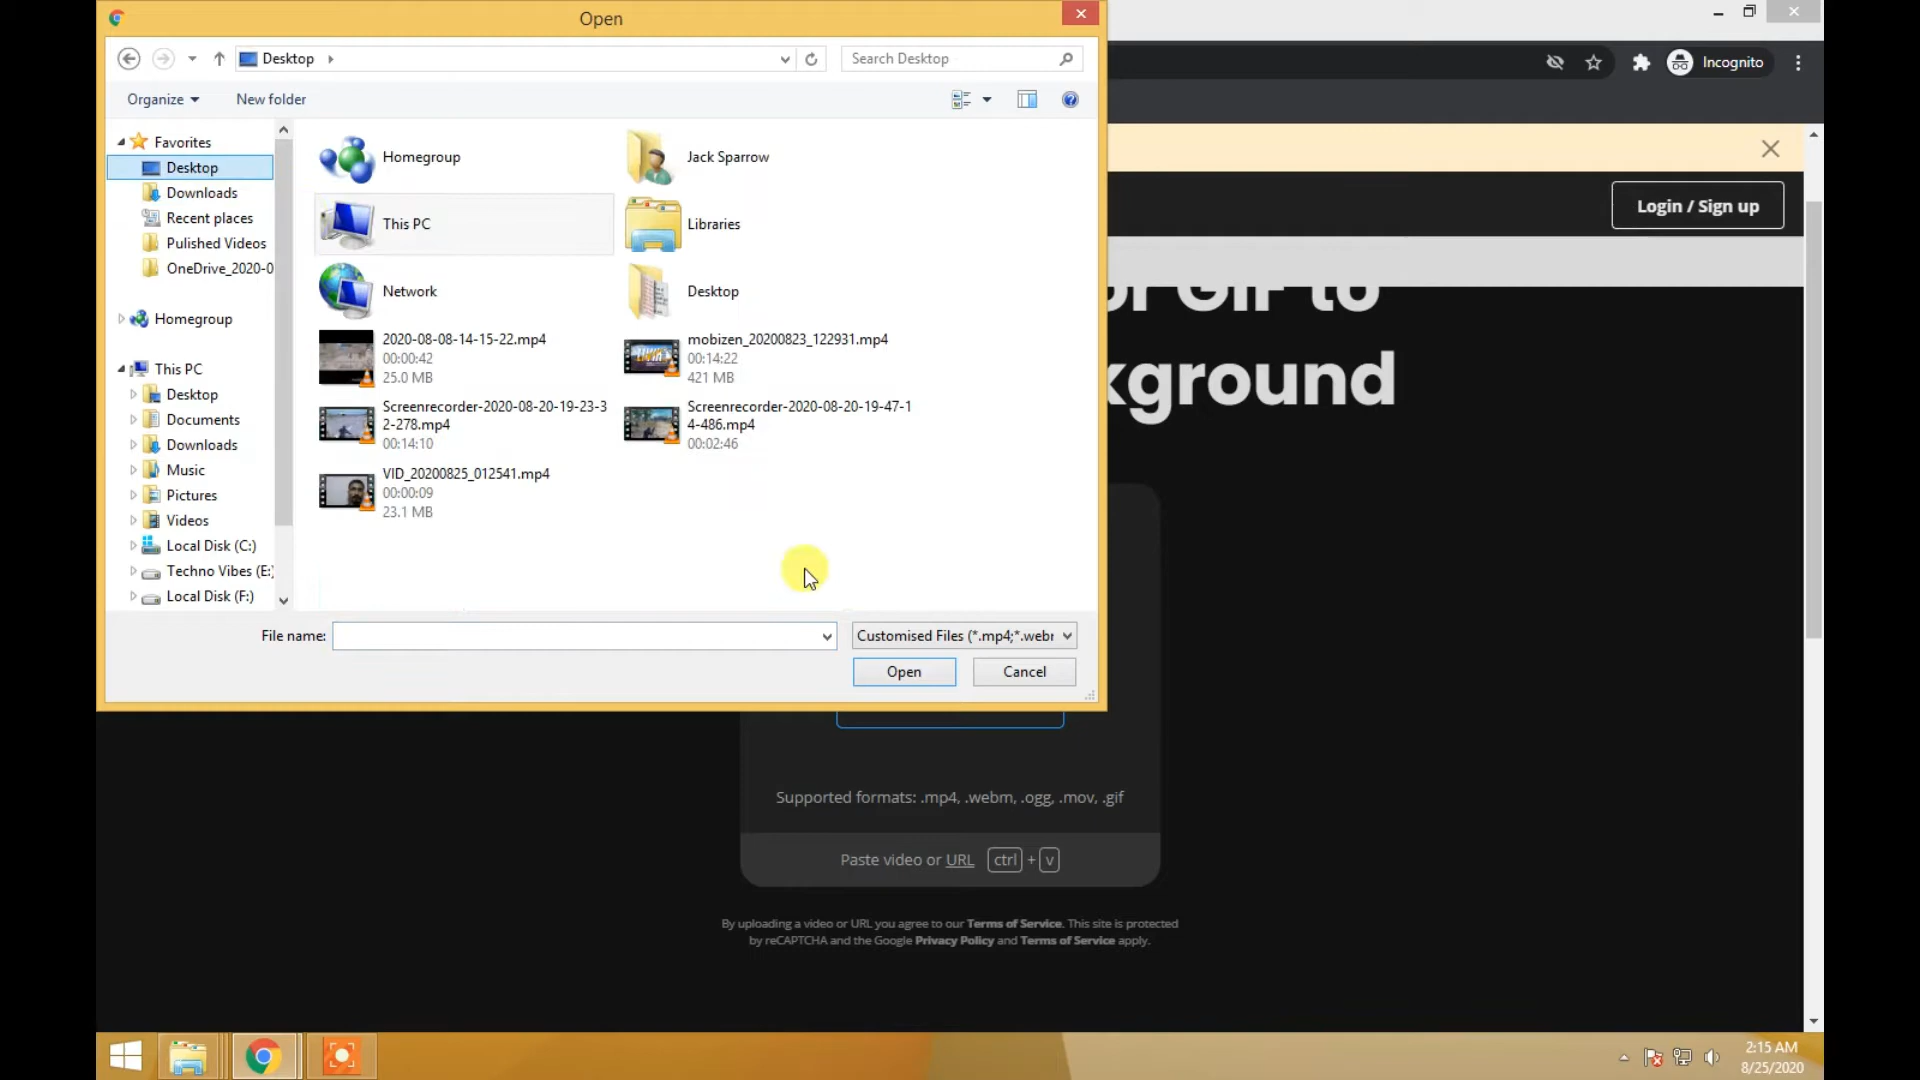 Open
Incognito
Desktop
Search Desktop
Organize
New folder
Favorites
Desktop
Downloads
Recent places
Pulished Videos
OneDrive_2020-0
Homegroup
This PC
Desktop
Documents
Downloads
Music
Pictures
Videos
Local Disk (C:)
Techno Vibes (E:)
Local Disk (F:)
Homegroup
Jack Sparrow
This PC
Libraries
Network
Desktop
2020-08-08-14-15-22.mp4
00:00:42
25.0 MB
mobizen_20200823_122931.mp4
00:14:22
421 MB
Screenrecorder-2020-08-20-19-23-3
2-278.mp4
00:14:10
Screenrecorder-2020-08-20-19-47-1
4-486.mp4
00:02:46
VID_20200825_012541.mp4
00:00:09
23.1 MB
File name:
Customised Files (*.mp4;*.webm
Open
Cancel
Login / Sign up
or GIF to
kground
Supported formats: .mp4, .webm, .ogg, .mov, .gif
Paste video or URL ctrl + v
By uploading a video or URL you agree to our Terms of Service. This site is protected
by reCAPTCHA and the Google Privacy Policy and Terms of Service apply.
2:15 AM
8/25/2020